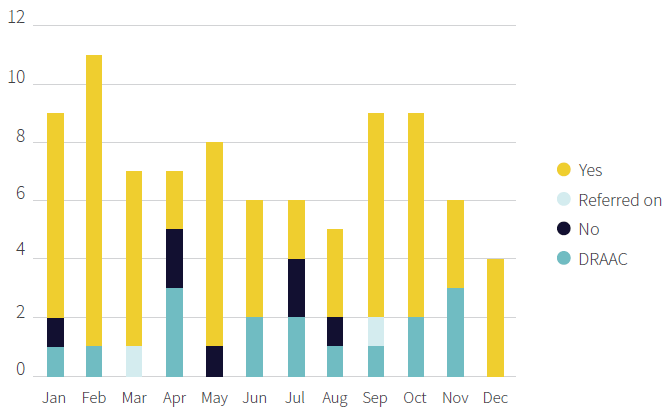 12
10
8
6
4
2
0
Jan Feb Mar Apr May Jun Jul Aug Sep Oct Nov Dec
Yes
Referred on
No
DRAAC